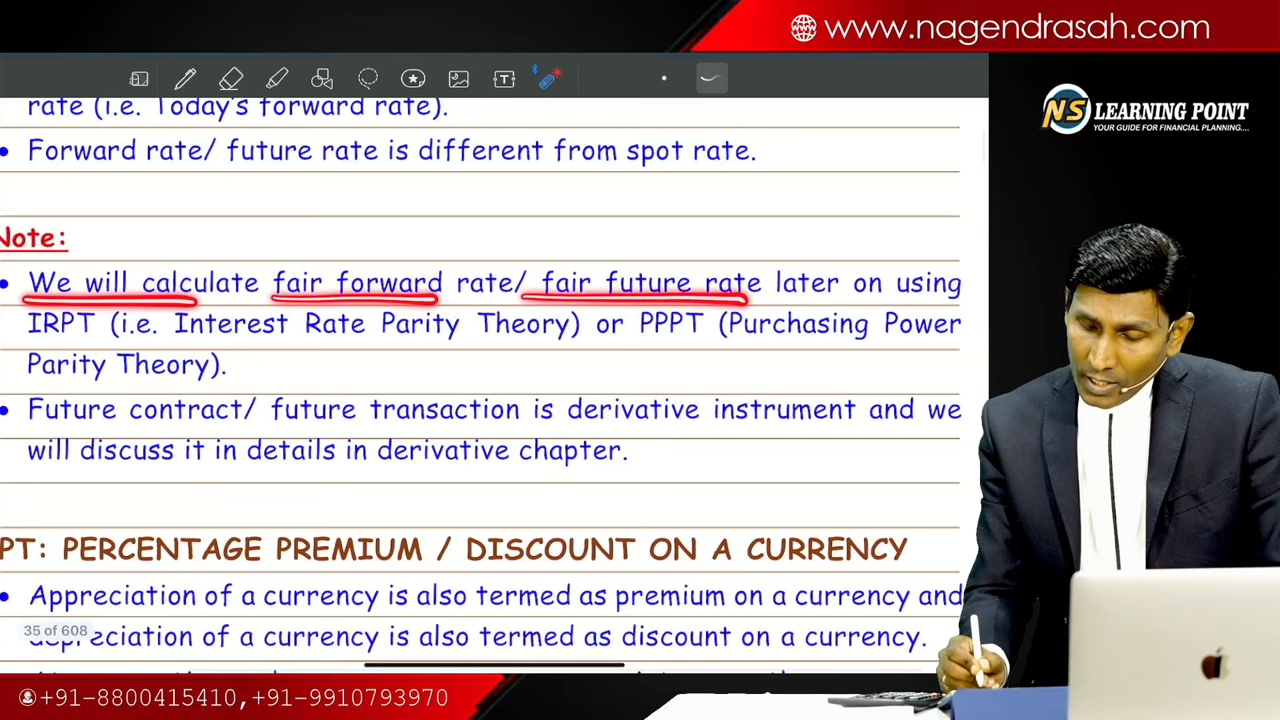 www.nagendrasah.com
NS LEARNING POINT
YOUR GUIDE FOR FINANCIAL PLANNING....
rate (i.e. Today's forward rate).
• Forward rate/ future rate is different from spot rate.
Note:
• We will calculate fair forward rate/ fair future rate later on using
IRPT (i.e. Interest Rate Parity Theory) or PPPT (Purchasing Power
Parity Theory).
• Future contract/ future transaction is derivative instrument and we
will discuss it in details in derivative chapter.
PT: PERCENTAGE PREMIUM / DISCOUNT ON A CURRENCY
• Appreciation of a currency is also termed as premium on a currency and
depreciation of a currency is also termed as discount on a currency.
35 of 608
+91-8800415410,+91-9910793970